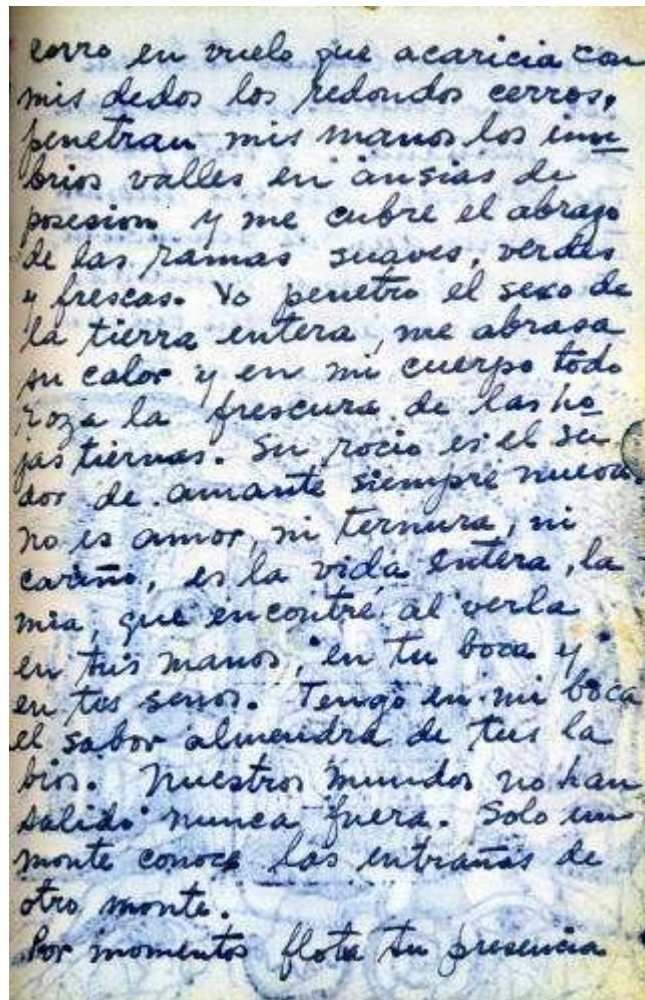 corro en vuelo que acaricia con
mis dedos los redondos cerros,
penetran mis manos los um
brios valles en ansias de
posesion y me cubre el abrazo
de las ramas suaves, verdes
y frescas. Yo penetro el sexo de
la tierra entera, me abrasa
su calor y en mi cuerpo todo
roza la frescura de las ho
jas tiernas. Su rocio es el su
dor de amante siempre nuevo.
no es amor, ni ternura, ni
cariño, es la vida entera, la
mia, que encontré al verla
en tus manos, en tu boca y
en tus senos. Tengo en mi boca
el sabor almendra de tus la
bios. Nuestros mundos no han
salido nunca fuera. Solo un
monte conoce las entrañas de
otro monte.
Por momentos flota tu presencia